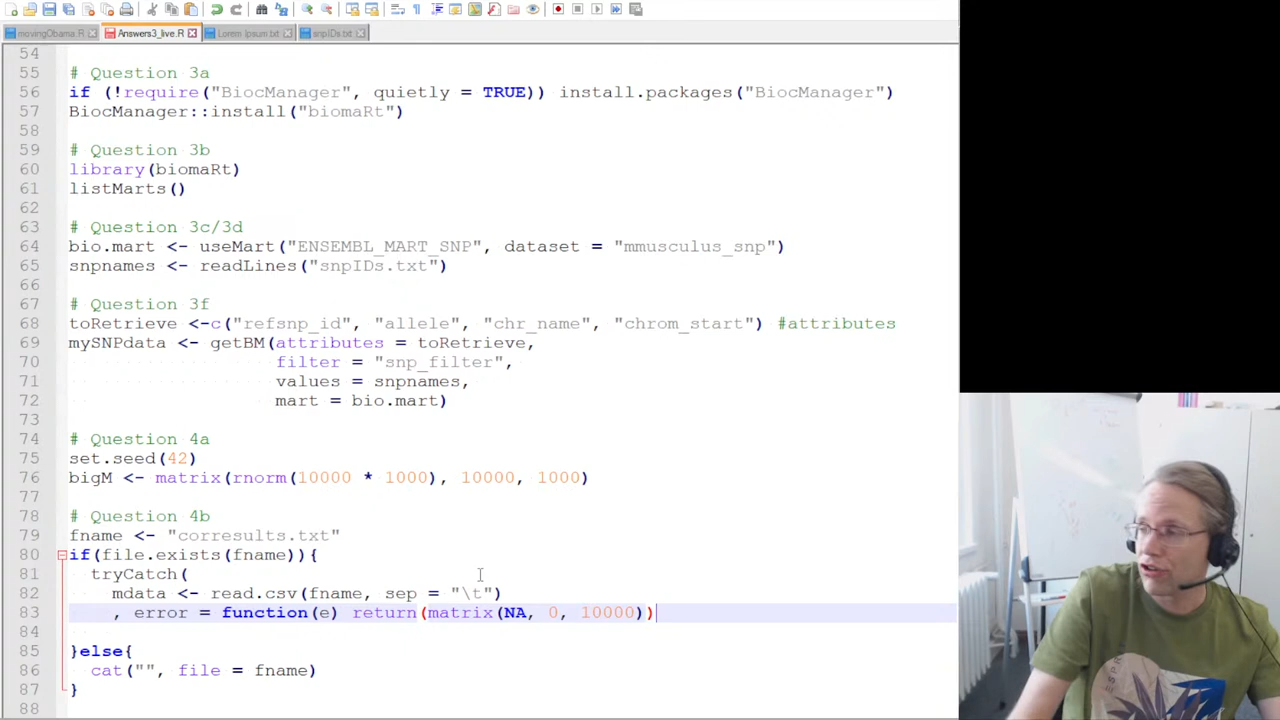 movingObama.R
Answers3_live.R
Lorem Ipsum.txt
snpIDs.txt
54
55 # Question 3a
56 if (!require("BiocManager", quietly = TRUE)) install.packages("BiocManager")
57 BiocManager::install("biomaRt")
58
59 # Question 3b
60 library(biomaRt)
61 listMarts()
62
63 # Question 3c/3d
64 bio.mart <- useMart("ENSEMBL_MART_SNP", dataset = "mmusculus_snp")
65 snpnames <- readLines("snpIDs.txt")
66
67 # Question 3f
68 toRetrieve <-c("refsnp_id", "allele", "chr_name", "chrom_start") #attributes
69 mySNPdata <- getBM(attributes = toRetrieve,
70 filter = "snp_filter",
71 values = snpnames,
72 mart = bio.mart)
73
74 # Question 4a
75 set.seed(42)
76 bigM <- matrix(rnorm(10000 * 1000), 10000, 1000)
77
78 # Question 4b
79 fname <- "corresults.txt"
80 if(file.exists(fname)){
81 tryCatch(
82 mdata <- read.csv(fname, sep = "\t")
83 , error = function(e) return(matrix(NA, 0, 10000))
84
85 }else{
86 cat("", file = fname)
87 }
88
ESPR